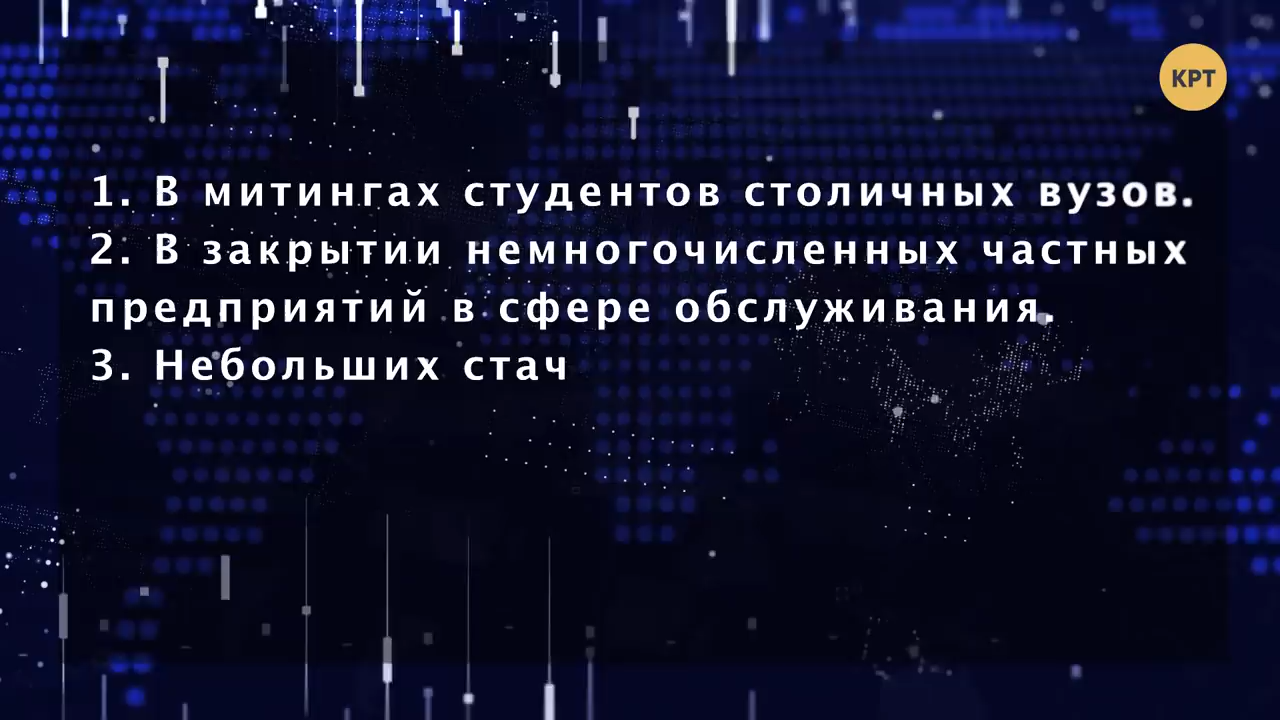 КРТ
1. В митингах студентов столичных вузов.
2. В закрытии немногочисленных частных
предприятий в сфере обслуживания.
3. Небольших стач